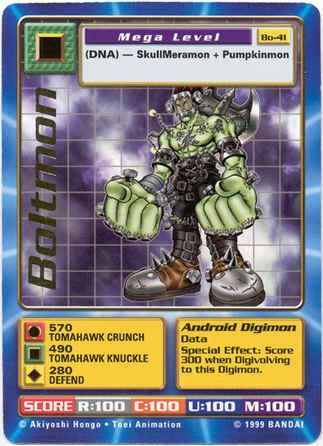 Mega Level
Bo-41
(DNA) — SkullMeramon + Pumpkinmon
Boltmon
570
TOMAHAWK CRUNCH
490
TOMAHAWK KNUCKLE
280
DEFEND
Android Digimon
Data
Special Effect: Score
300 when Digivolving
to this Digimon.
SCORE R:100 C:100 U:100 M:100
© Akiyoshi Hongo • Toei Animation © 1999 BANDAI